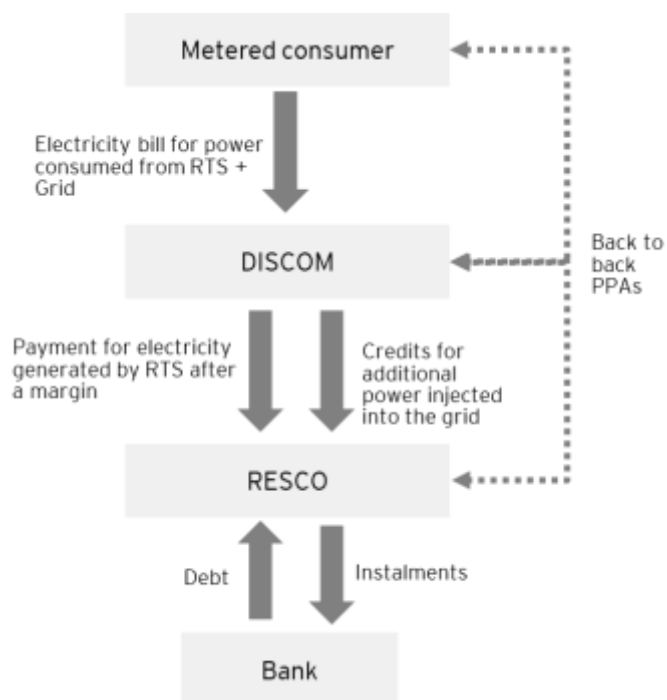 Metered consumer
Electricity bill for power
consumed from RTS +
Grid
DISCOM
Back to
back
PPAs
Payment for electricity
generated by RTS after
a margin
Credits for
additional
power injected
into the grid
RESCO
Debt
Instalments
Bank